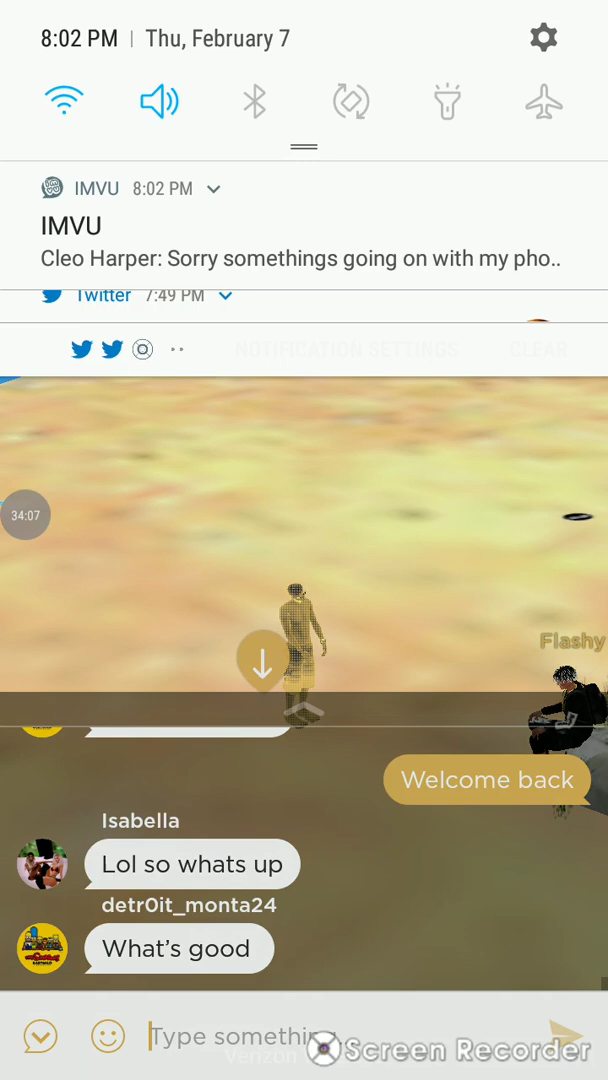 8:02 PM | Thu, February 7
IMVU 8:02 PM
IMVU
Cleo Harper: Sorry somethings going on with my pho..
Twitter 7:49 PM
NOTIFICATION SETTINGS CLEAR
34:07
Flashy
Welcome back
Isabella
Lol so whats up
detr0it_monta24
What's good
Type something...
Verizon
Screen Recorder